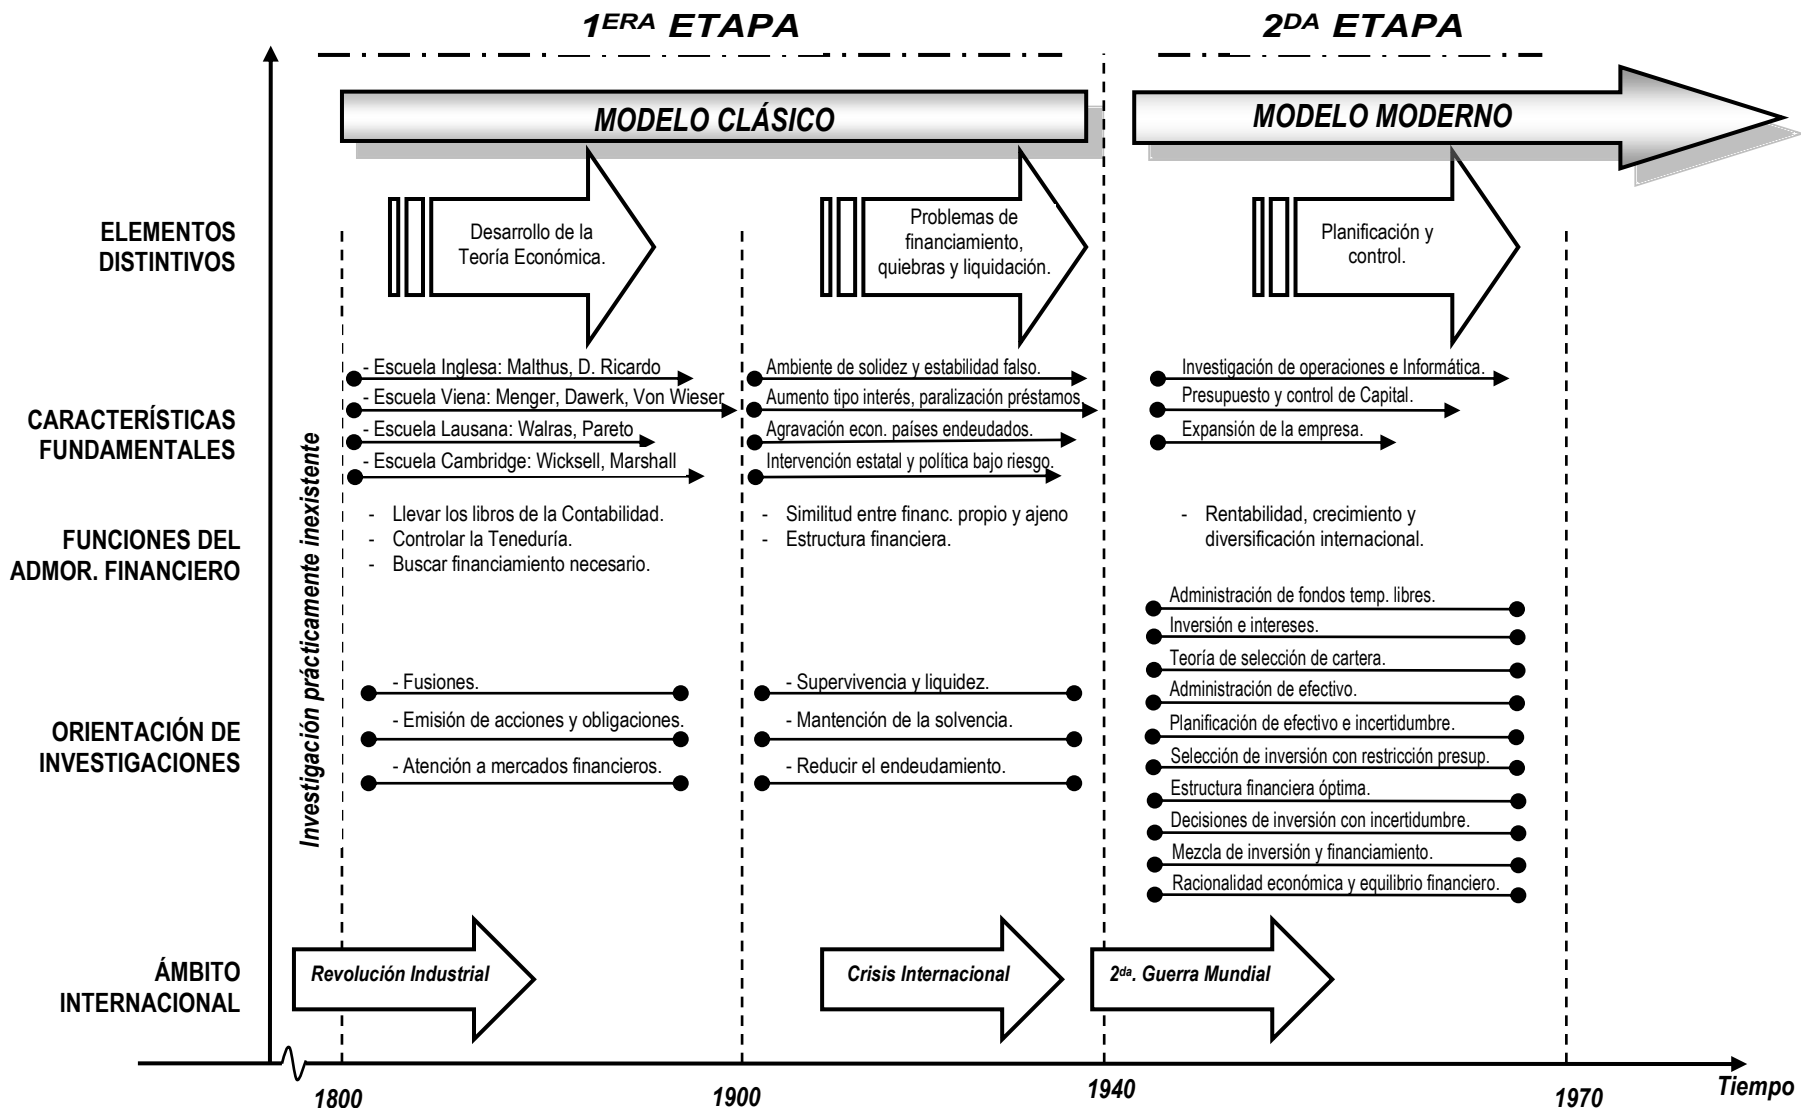 1ERA ETAPA
2DA ETAPA
MODELO CLÁSICO
MODELO MODERNO
ELEMENTOS
DISTINTIVOS
Desarrollo de la
Teoría Económica.
Problemas de
financiamiento,
quiebras y liquidación.
Planificación y
control.
CARACTERÍSTICAS
FUNDAMENTALES
- Escuela Inglesa: Malthus, D. Ricardo
- Escuela Viena: Menger, Dawerk, Von Wieser
- Escuela Lausana: Walras, Pareto
- Escuela Cambridge: Wicksell, Marshall
Ambiente de solidez y estabilidad falso.
Aumento tipo interés, paralización préstamos
Agravación econ. países endeudados.
Intervención estatal y política bajo riesgo.
Investigación de operaciones e Informática.
Presupuesto y control de Capital.
Expansión de la empresa.
Investigación prácticamente inexistente
FUNCIONES DEL
ADMOR. FINANCIERO
- Llevar los libros de la Contabilidad.
- Controlar la Teneduría.
- Buscar financiamiento necesario.
- Similitud entre financ. propio y ajeno
- Estructura financiera.
- Rentabilidad, crecimiento y
diversificación internacional.
ORIENTACIÓN DE
INVESTIGACIONES
- Fusiones.
- Emisión de acciones y obligaciones.
- Atención a mercados financieros.
- Supervivencia y liquidez.
- Mantención de la solvencia.
- Reducir el endeudamiento.
Administración de fondos temp. libres.
Inversión e intereses.
Teoría de selección de cartera.
Administración de efectivo.
Planificación de efectivo e incertidumbre.
Selección de inversión con restricción presup.
Estructura financiera óptima.
Decisiones de inversión con incertidumbre.
Mezcla de inversión y financiamiento.
Racionalidad económica y equilibrio financiero.
ÁMBITO
INTERNACIONAL
Revolución Industrial
Crisis Internacional
2da. Guerra Mundial
1800
1900
1940
1970
Tiempo